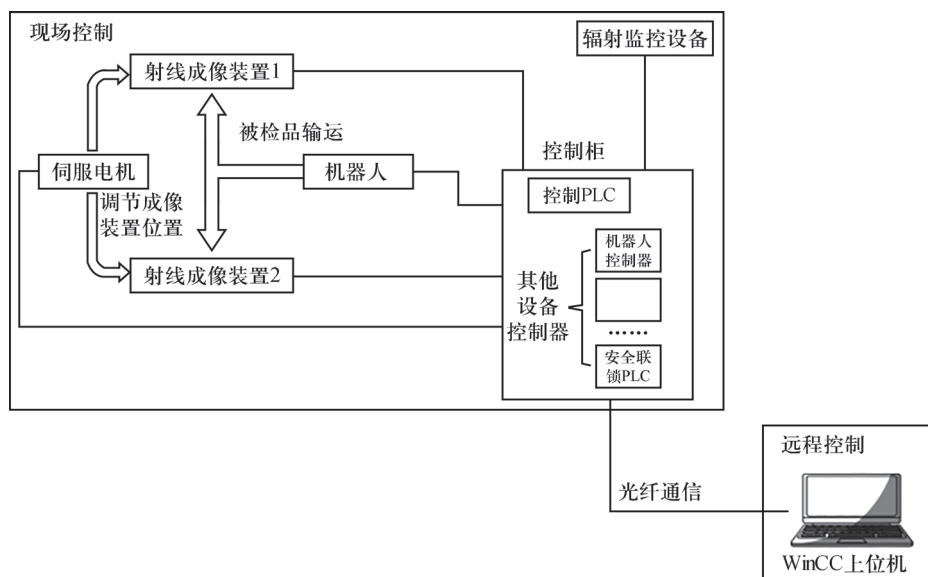 现场控制
辐射监控设备
射线成像装置1
被检品输运
控制柜
伺服电机
机器人
控制PLC
调节成像
装置位置
机器人
控制器
射线成像装置2
其他
设备
控制器
······
安全联
锁PLC
远程控制
光纤通信
WinCC上位机